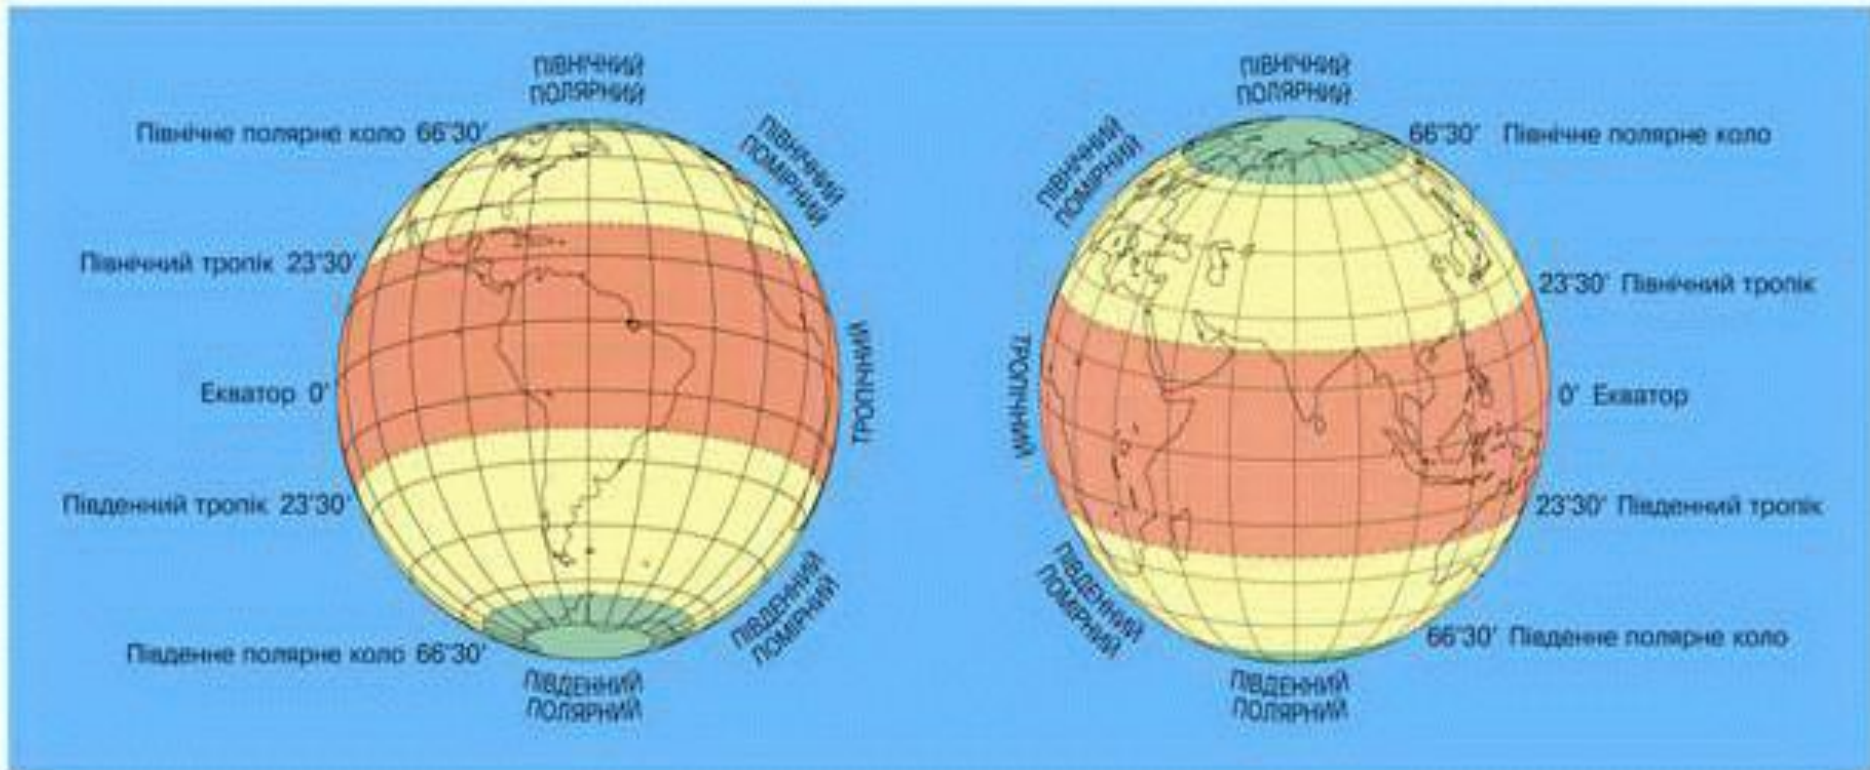 ПІВНІЧНИЙ
ПОЛЯРНИЙ
Північне полярне коло 66°30'
ПІВНІЧНИЙ
ПОМІРНИЙ
Північний тропік 23°30'
Екватор 0°
ТРОПІЧНИЙ
Південний тропік 23°30'
ПІВДЕННИЙ
ПОМІРНИЙ
Південне полярне коло 66°30'
ПІВДЕННИЙ
ПОЛЯРНИЙ
ПІВНІЧНИЙ
ПОЛЯРНИЙ
66°30' Північне полярне коло
ПІВНІЧНИЙ
ПОМІРНИЙ
23°30' Північний тропік
ТРОПІЧНИЙ
0° Екватор
23°30' Південний тропік
ПІВДЕННИЙ
ПОМІРНИЙ
66°30' Південне полярне коло
ПІВДЕННИЙ
ПОЛЯРНИЙ